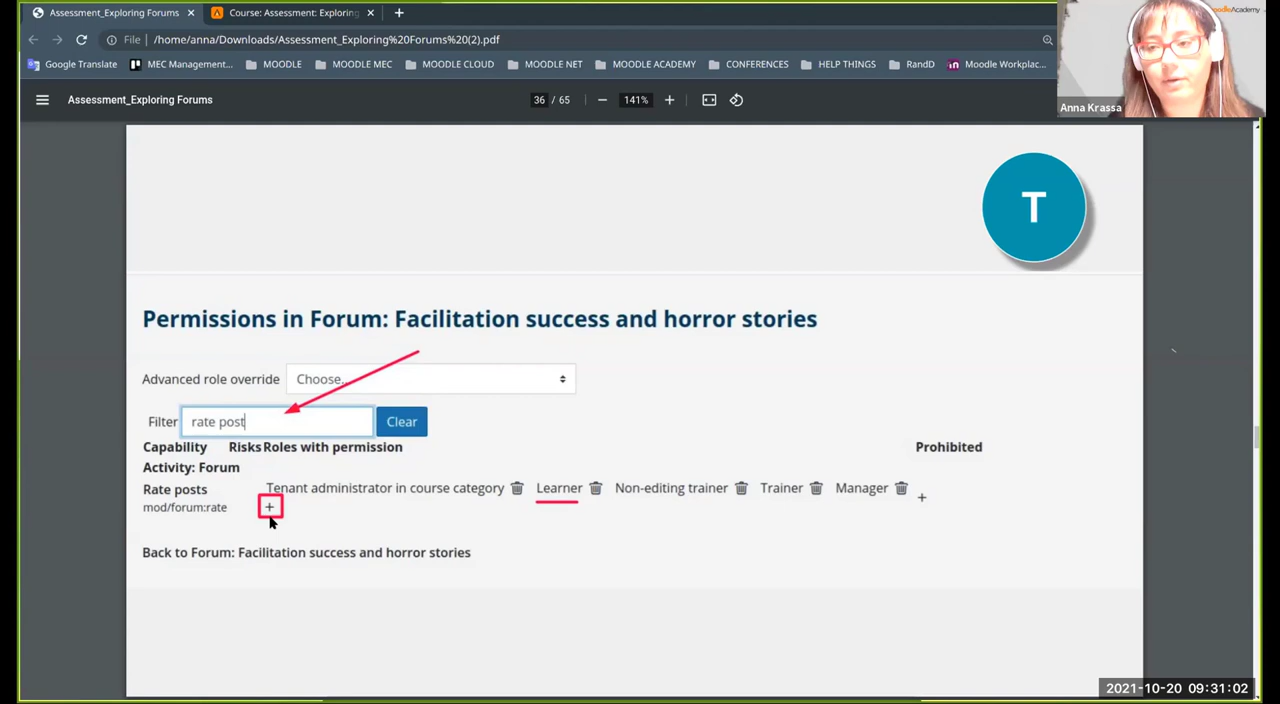 Assessment_Exploring Forums
Course: Assessment: Exploring
File
/home/anna/Downloads/Assessment_Exploring%20Forums%20(2).pdf
Google Translate
MEC Management...
MOODLE
MOODLE MEC
MOODLE CLOUD
MOODLE NET
MOODLE ACADEMY
CONFERENCES
HELP THINGS
RandD
Moodle Workplac...
Anna Krassa
Assessment_Exploring Forums
36 / 65
141%
T
Permissions in Forum: Facilitation success and horror stories
Advanced role override
Choose...
Filter
rate post
Clear
Capability Risks Roles with permission Prohibited
Activity: Forum
Rate posts Tenant administrator in course category Learner Non-editing trainer Trainer Manager +
mod/forum:rate +
Back to Forum: Facilitation success and horror stories
2021-10-20 09:31:02